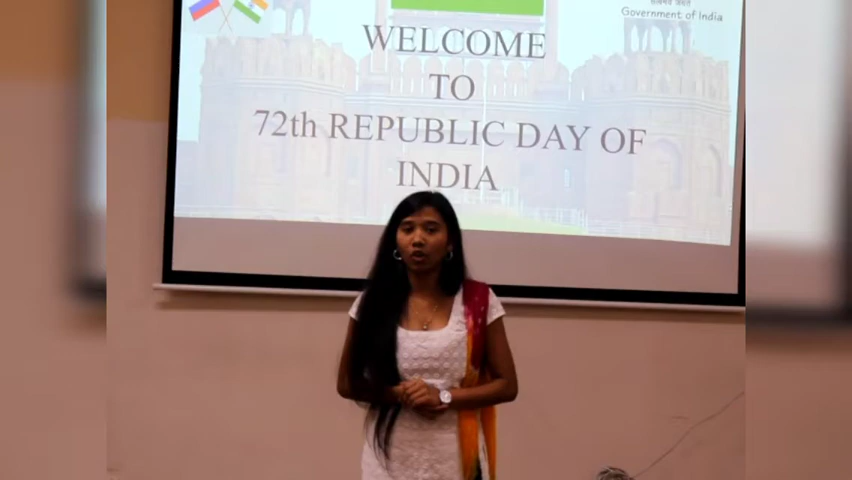 Government of India
WELCOME
TO
72th REPUBLIC DAY OF
INDIA